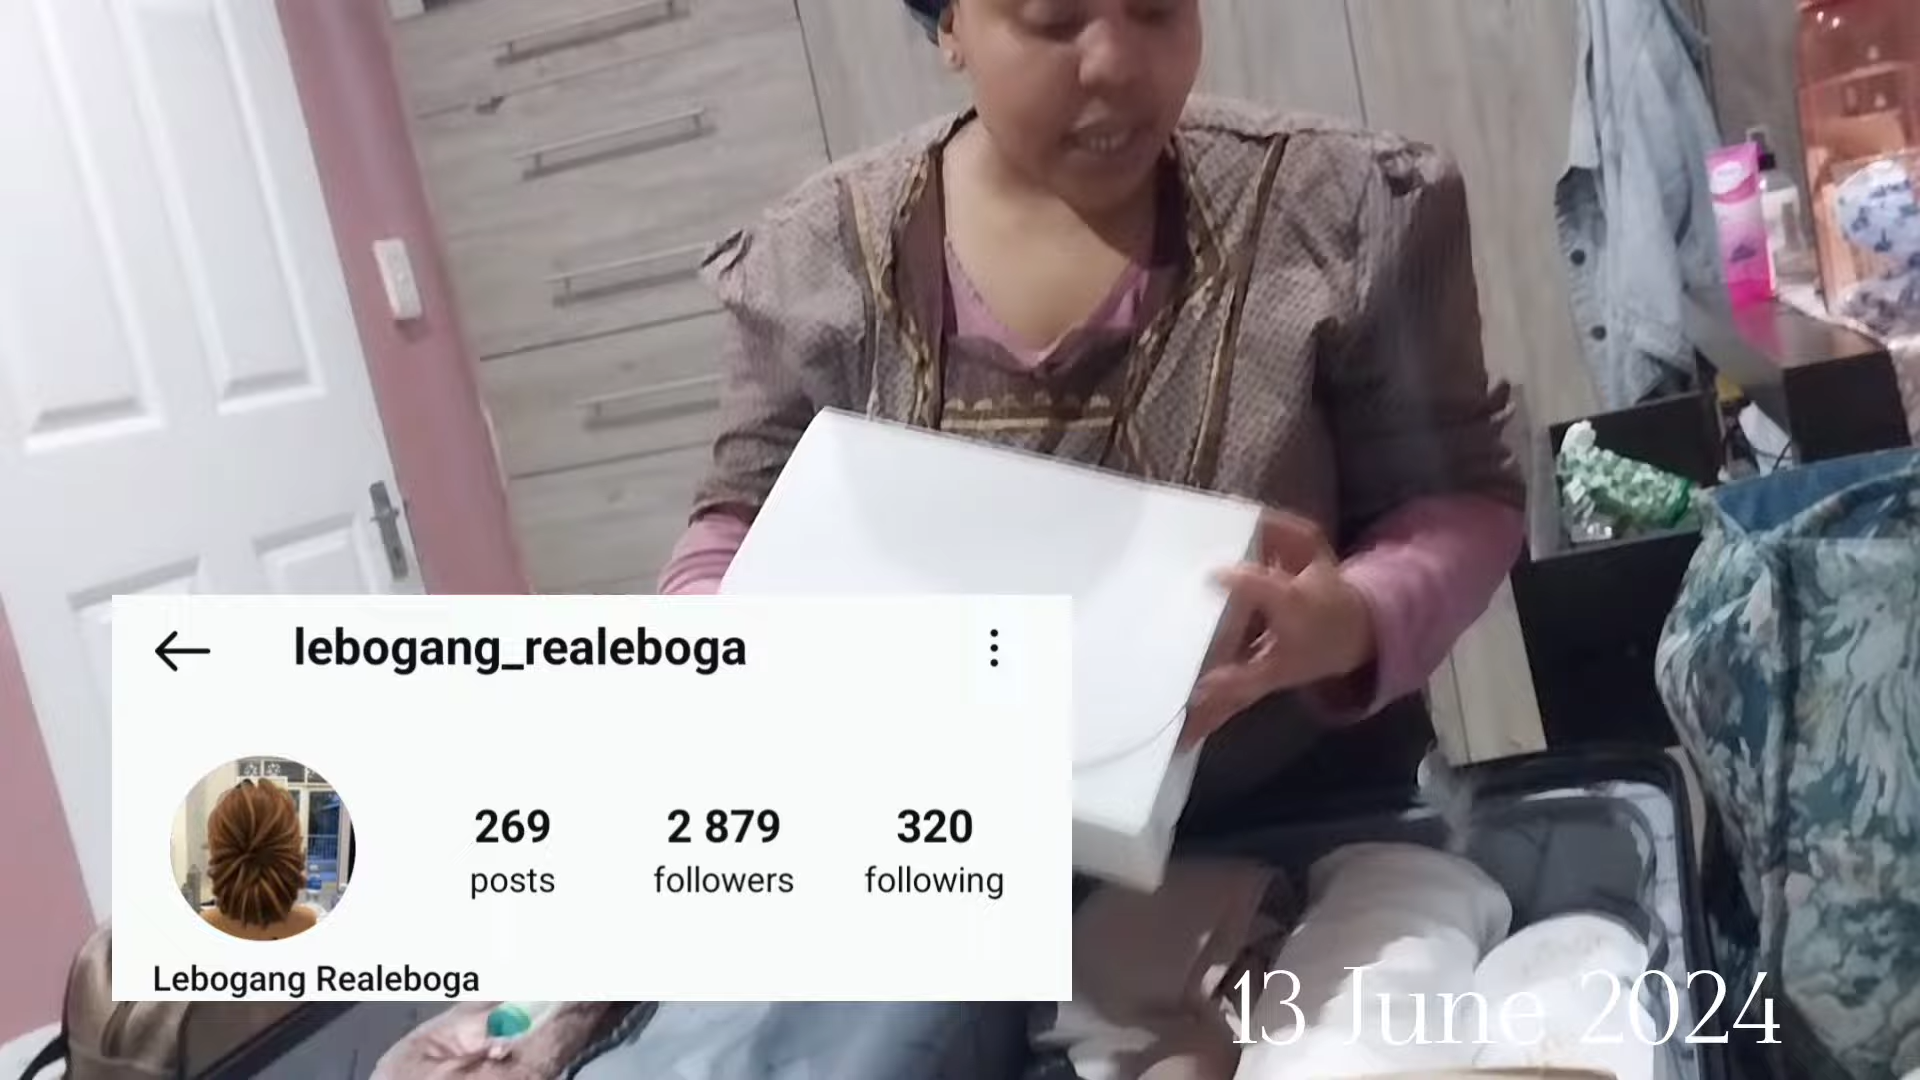 lebogang_realeboga
269
2 879
320
posts
followers
following
Lebogang Realeboga
13 June 2024